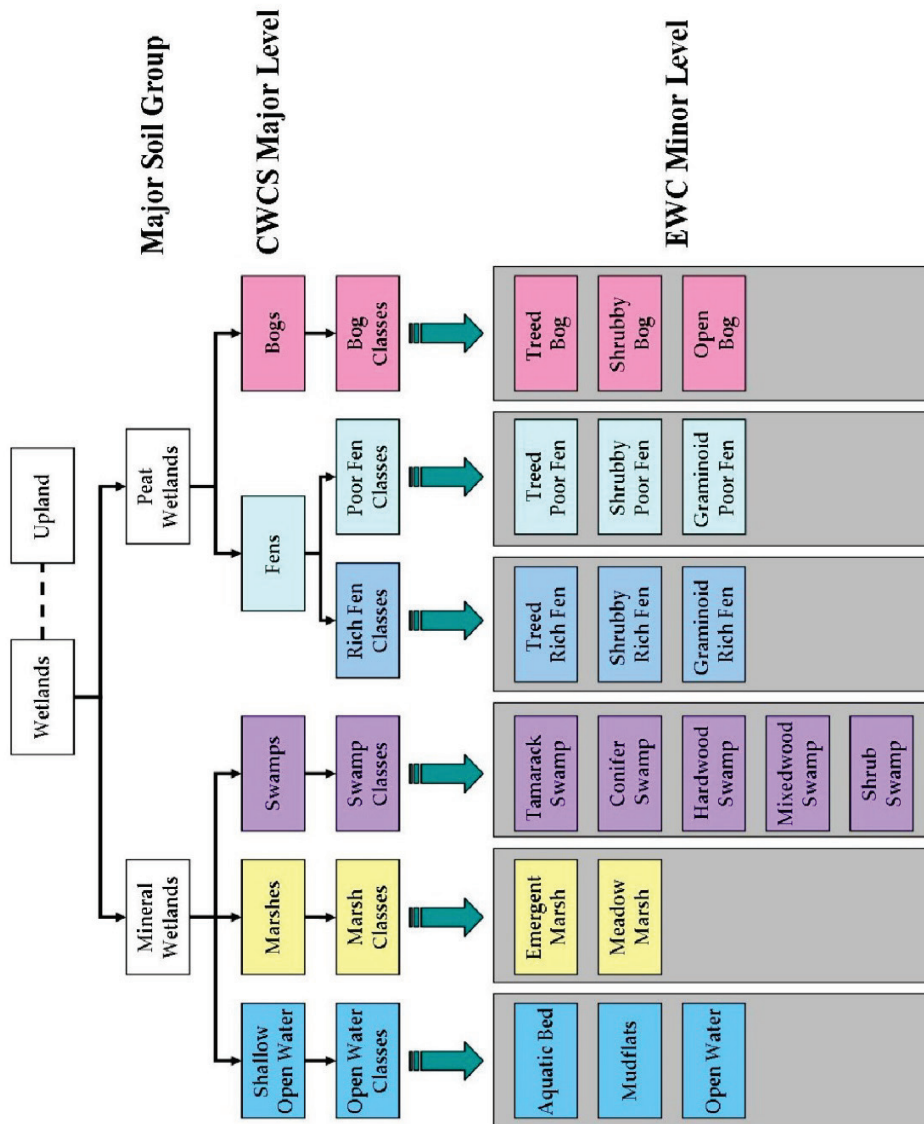 Wetlands
Upland
Major Soil Group
Mineral
Wetlands
Peat
Wetlands
CWCS Major Level
Shallow
Open Water
Marshes
Swamps
Fens
Bogs
Open Water
Classes
Marsh
Classes
Swamp
Classes
Rich Fen
Classes
Poor Fen
Classes
Bog
Classes
EWC Minor Level
Aquatic Bed
Mudflats
Open Water
Emergent
Marsh
Meadow
Marsh
Tamarack
Swamp
Conifer
Swamp
Hardwood
Swamp
Mixedwood
Swamp
Shrub
Swamp
Treed
Rich Fen
Shrubby
Rich Fen
Graminoid
Rich Fen
Treed
Poor Fen
Shrubby
Poor Fen
Graminoid
Poor Fen
Treed
Bog
Shrubby
Bog
Open
Bog